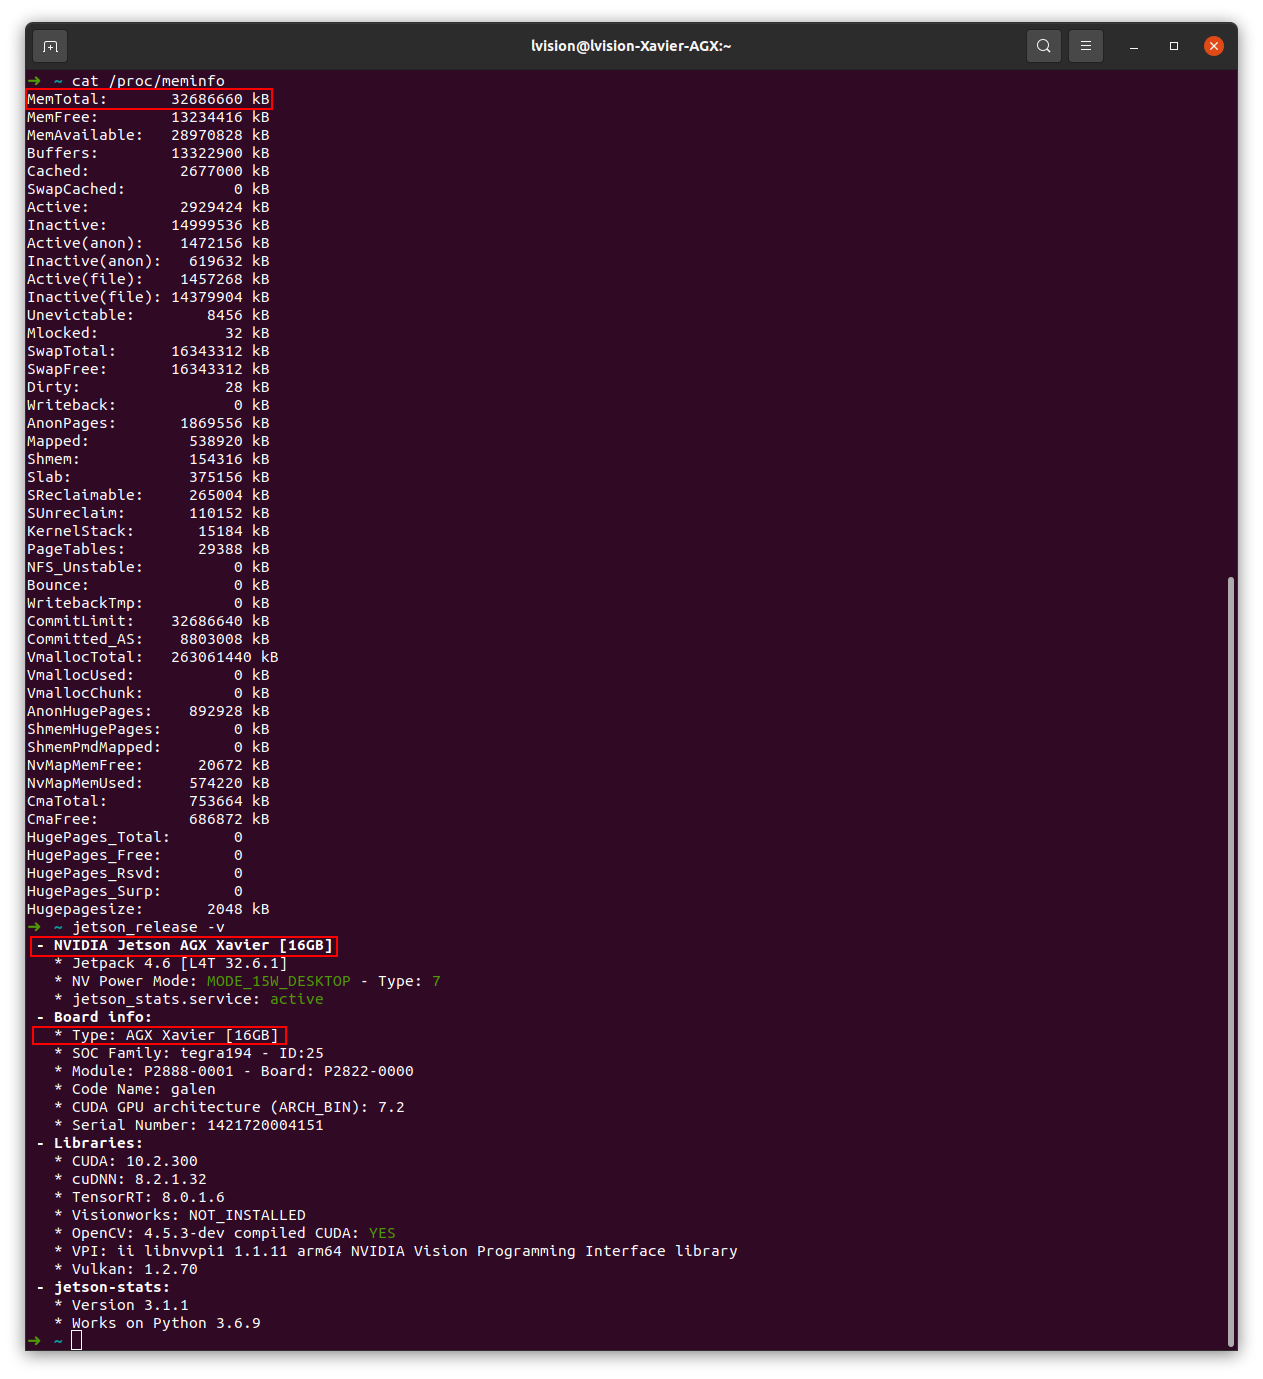 lvision@lvision-Xavier-AGX:~
➜ ~ cat /proc/meminfo
MemTotal:       32686660 kB
MemFree:        13234416 kB
MemAvailable:   28970828 kB
Buffers:        13322900 kB
Cached:          2677000 kB
SwapCached:            0 kB
Active:          2929424 kB
Inactive:       14999536 kB
Active(anon):    1472156 kB
Inactive(anon):   619632 kB
Active(file):    1457268 kB
Inactive(file): 14379904 kB
Unevictable:        8456 kB
Mlocked:              32 kB
SwapTotal:      16343312 kB
SwapFree:       16343312 kB
Dirty:                28 kB
Writeback:             0 kB
AnonPages:       1869556 kB
Mapped:           538920 kB
Shmem:            154316 kB
Slab:             375156 kB
SReclaimable:     265004 kB
SUnreclaim:       110152 kB
KernelStack:       15184 kB
PageTables:        29388 kB
NFS_Unstable:          0 kB
Bounce:                0 kB
WritebackTmp:          0 kB
CommitLimit:    32686640 kB
Committed_AS:    8803008 kB
VmallocTotal:   263061440 kB
VmallocUsed:           0 kB
VmallocChunk:          0 kB
AnonHugePages:    892928 kB
ShmemHugePages:        0 kB
ShmemPmdMapped:        0 kB
NvMapMemFree:      20672 kB
NvMapMemUsed:     574220 kB
CmaTotal:         753664 kB
CmaFree:          686872 kB
HugePages_Total:       0
HugePages_Free:        0
HugePages_Rsvd:        0
HugePages_Surp:        0
Hugepagesize:       2048 kB
➜ ~ jetson_release -v
- NVIDIA Jetson AGX Xavier [16GB]
* Jetpack 4.6 [L4T 32.6.1]
* NV Power Mode: MODE_15W_DESKTOP - Type: 7
* jetson_stats.service: active
- Board info:
* Type: AGX Xavier [16GB]
* SOC Family: tegra194 - ID:25
* Module: P2888-0001 - Board: P2822-0000
* Code Name: galen
* CUDA GPU architecture (ARCH_BIN): 7.2
* Serial Number: 1421720004151
- Libraries:
* CUDA: 10.2.300
* cuDNN: 8.2.1.32
* TensorRT: 8.0.1.6
* Visionworks: NOT_INSTALLED
* OpenCV: 4.5.3-dev compiled CUDA: YES
* VPI: ii libnvvpi1 1.1.11 arm64 NVIDIA Vision Programming Interface library
* Vulkan: 1.2.70
- jetson-stats:
* Version 3.1.1
* Works on Python 3.6.9
➜ ~